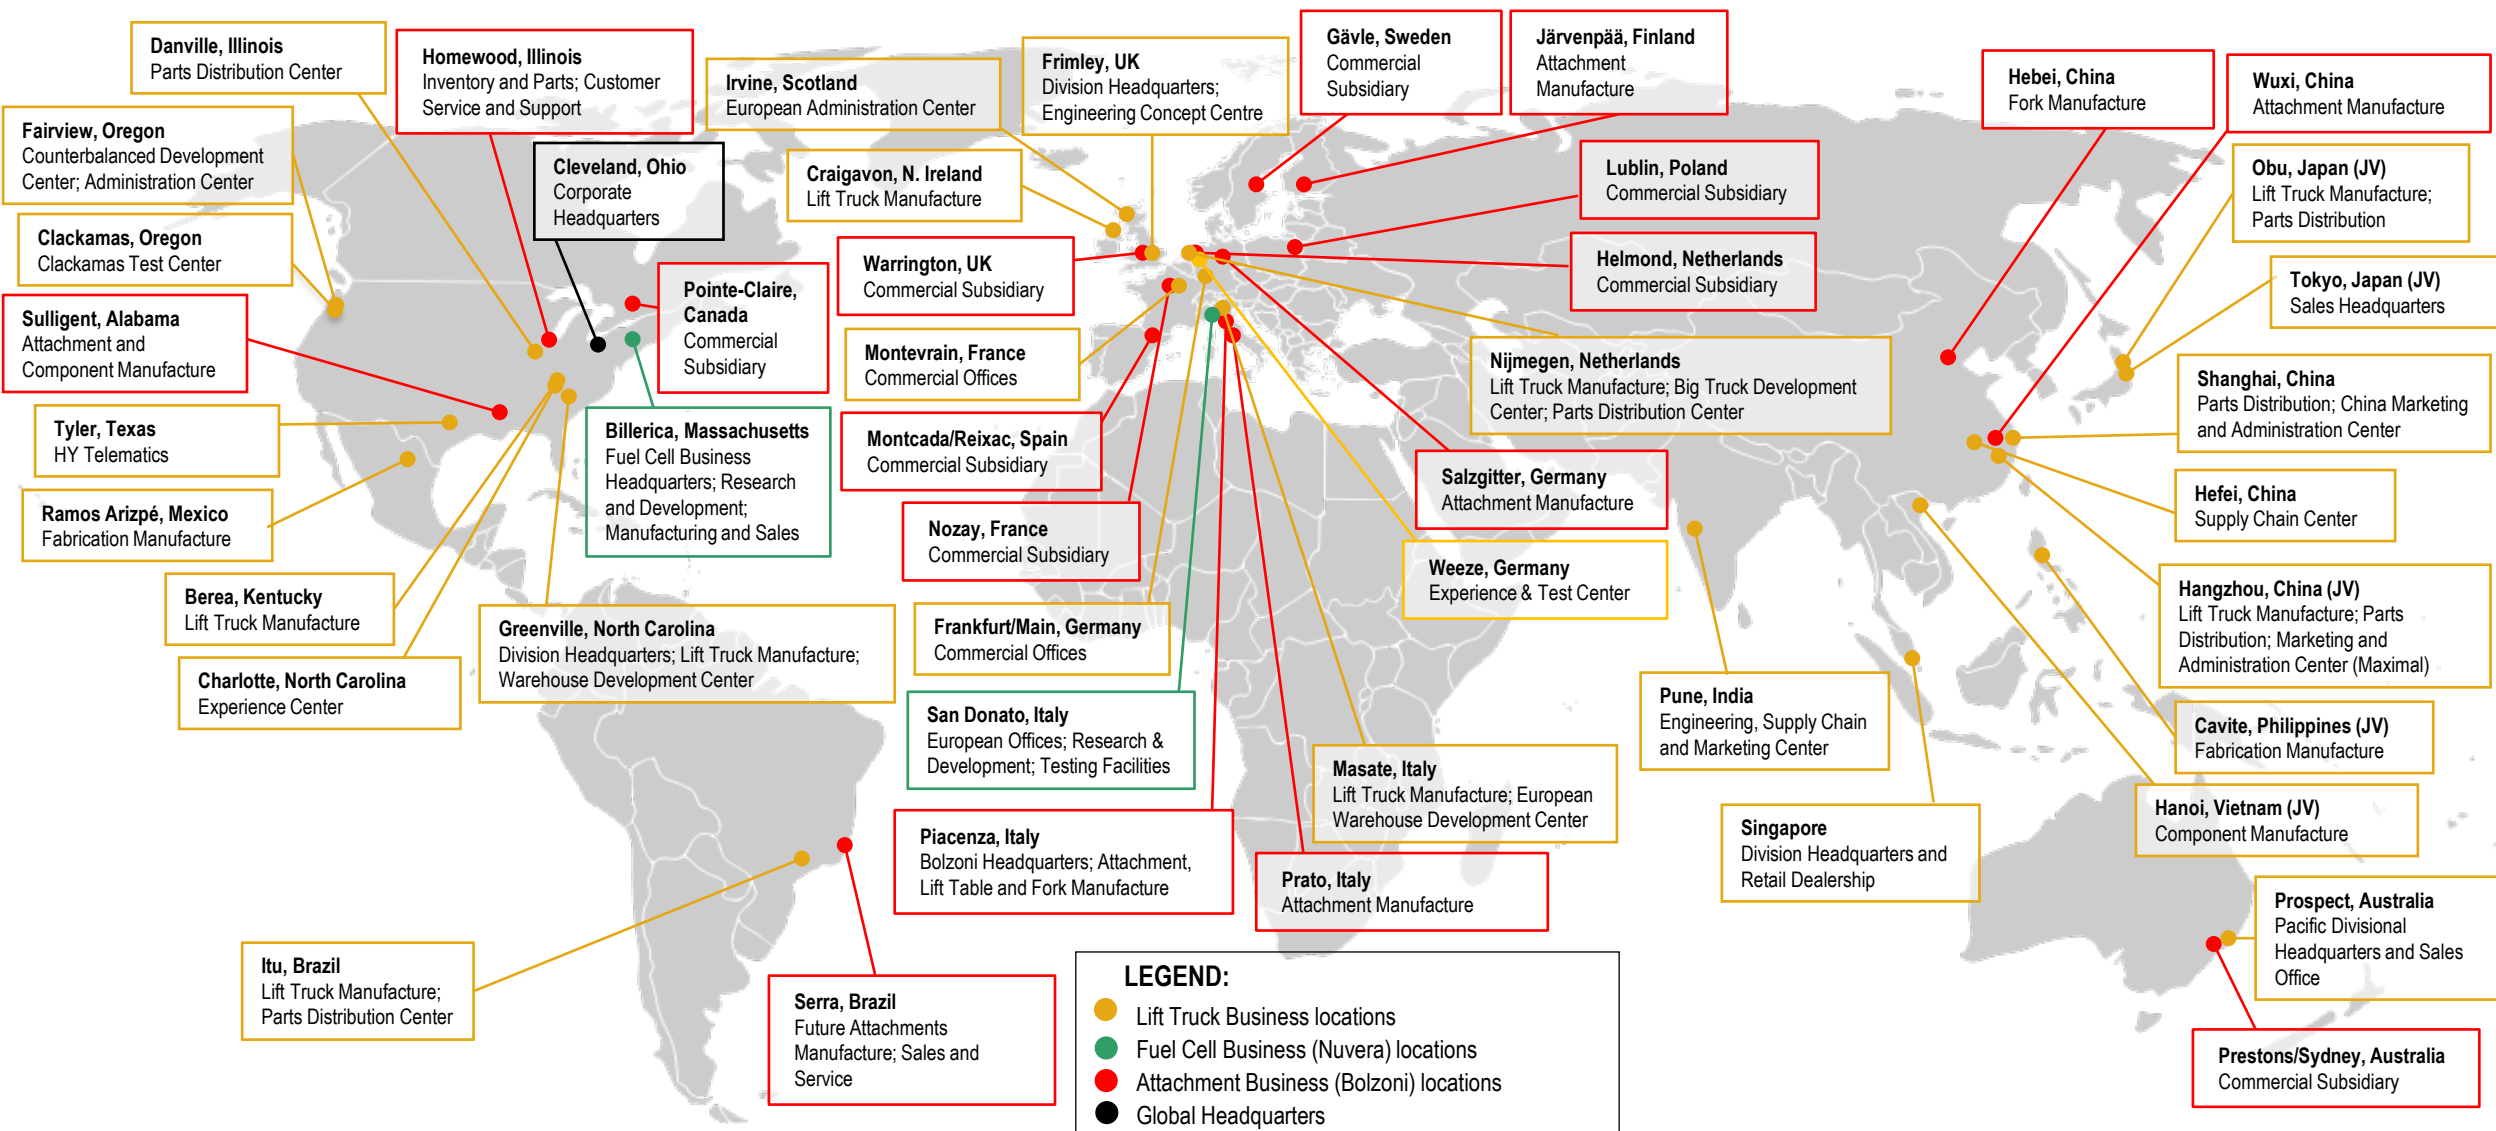 Danville, Illinois
Parts Distribution Center
Homewood, Illinois
Inventory and Parts; Customer
Service and Support
Irvine, Scotland
European Administration Center
Frimley, UK
Division Headquarters;
Engineering Concept Centre
Gävle, Sweden
Commercial
Subsidiary
Järvenpää, Finland
Attachment
Manufacture
Hebei, China
Fork Manufacture
Wuxi, China
Attachment Manufacture
Fairview, Oregon
Counterbalanced Development
Center; Administration Center
Cleveland, Ohio
Corporate
Headquarters
Craigavon, N. Ireland
Lift Truck Manufacture
Lublin, Poland
Commercial Subsidiary
Obu, Japan (JV)
Lift Truck Manufacture;
Parts Distribution
Clackamas, Oregon
Clackamas Test Center
Warrington, UK
Commercial Subsidiary
Helmond, Netherlands
Commercial Subsidiary
Tokyo, Japan (JV)
Sales Headquarters
Sulligent, Alabama
Attachment and
Component Manufacture
Pointe-Claire,
Canada
Commercial
Subsidiary
Montevrain, France
Commercial Offices
Nijmegen, Netherlands
Lift Truck Manufacture; Big Truck Development
Center; Parts Distribution Center
Shanghai, China
Parts Distribution; China Marketing
and Administration Center
Tyler, Texas
HY Telematics
Billerica, Massachusetts
Fuel Cell Business
Headquarters; Research
and Development;
Manufacturing and Sales
Montcada/Reixac, Spain
Commercial Subsidiary
Salzgitter, Germany
Attachment Manufacture
Hefei, China
Supply Chain Center
Ramos Arizpé, Mexico
Fabrication Manufacture
Nozay, France
Commercial Subsidiary
Weeze, Germany
Experience & Test Center
Hangzhou, China (JV)
Lift Truck Manufacture; Parts
Distribution; Marketing and
Administration Center (Maximal)
Berea, Kentucky
Lift Truck Manufacture
Greenville, North Carolina
Division Headquarters; Lift Truck Manufacture;
Warehouse Development Center
Frankfurt/Main, Germany
Commercial Offices
Charlotte, North Carolina
Experience Center
San Donato, Italy
European Offices; Research &
Development; Testing Facilities
Pune, India
Engineering, Supply Chain
and Marketing Center
Cavite, Philippines (JV)
Fabrication Manufacture
Masate, Italy
Lift Truck Manufacture; European
Warehouse Development Center
Hanoi, Vietnam (JV)
Component Manufacture
Piacenza, Italy
Bolzoni Headquarters; Attachment,
Lift Table and Fork Manufacture
Singapore
Division Headquarters and
Retail Dealership
Prato, Italy
Attachment Manufacture
Prospect, Australia
Pacific Divisional
Headquarters and Sales
Office
Itu, Brazil
Lift Truck Manufacture;
Parts Distribution Center
Serra, Brazil
Future Attachments
Manufacture; Sales and
Service
Prestons/Sydney, Australia
Commercial Subsidiary
LEGEND:
Lift Truck Business locations
Fuel Cell Business (Nuvera) locations
Attachment Business (Bolzoni) locations
Global Headquarters